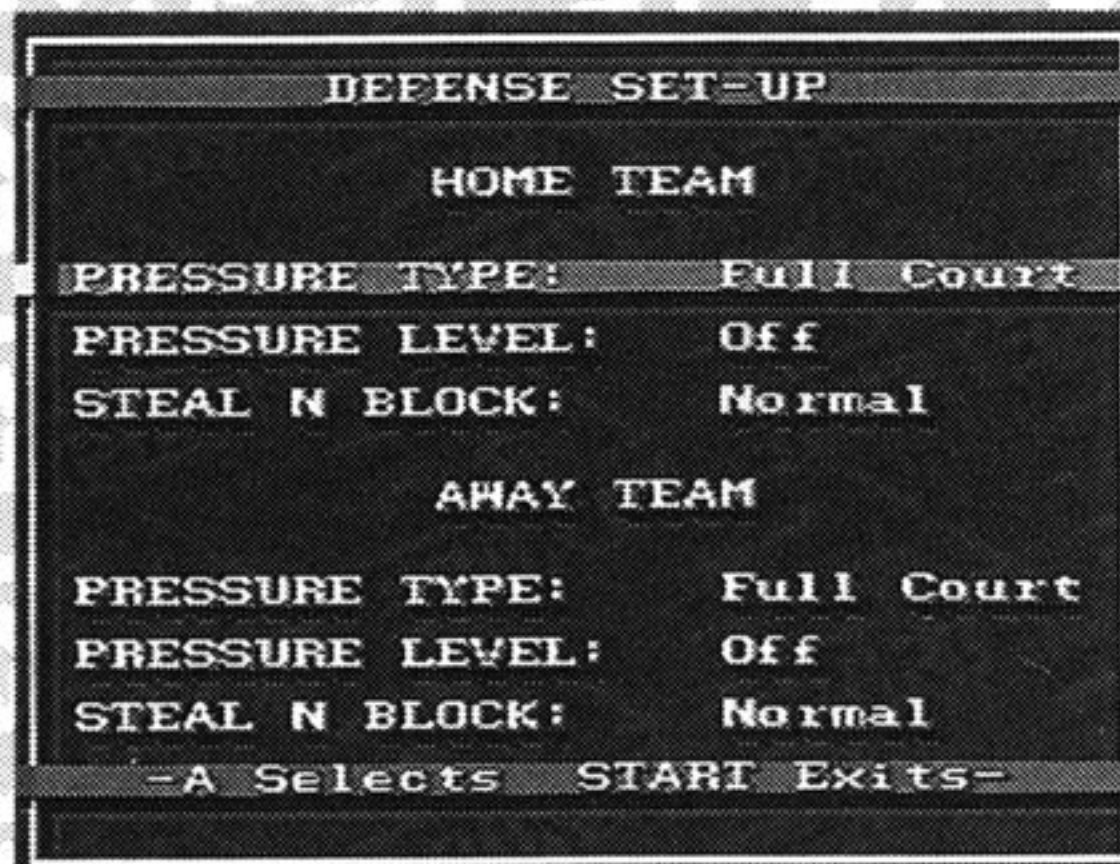 DEFENSE SET-UP
HOME TEAM
PRESSURE TYPE: Full Court
PRESSURE LEVEL: Off
STEAL N BLOCK: Normal
AWAY TEAM
PRESSURE TYPE: Full Court
PRESSURE LEVEL: Off
STEAL N BLOCK: Normal
-A Selects START Exits-